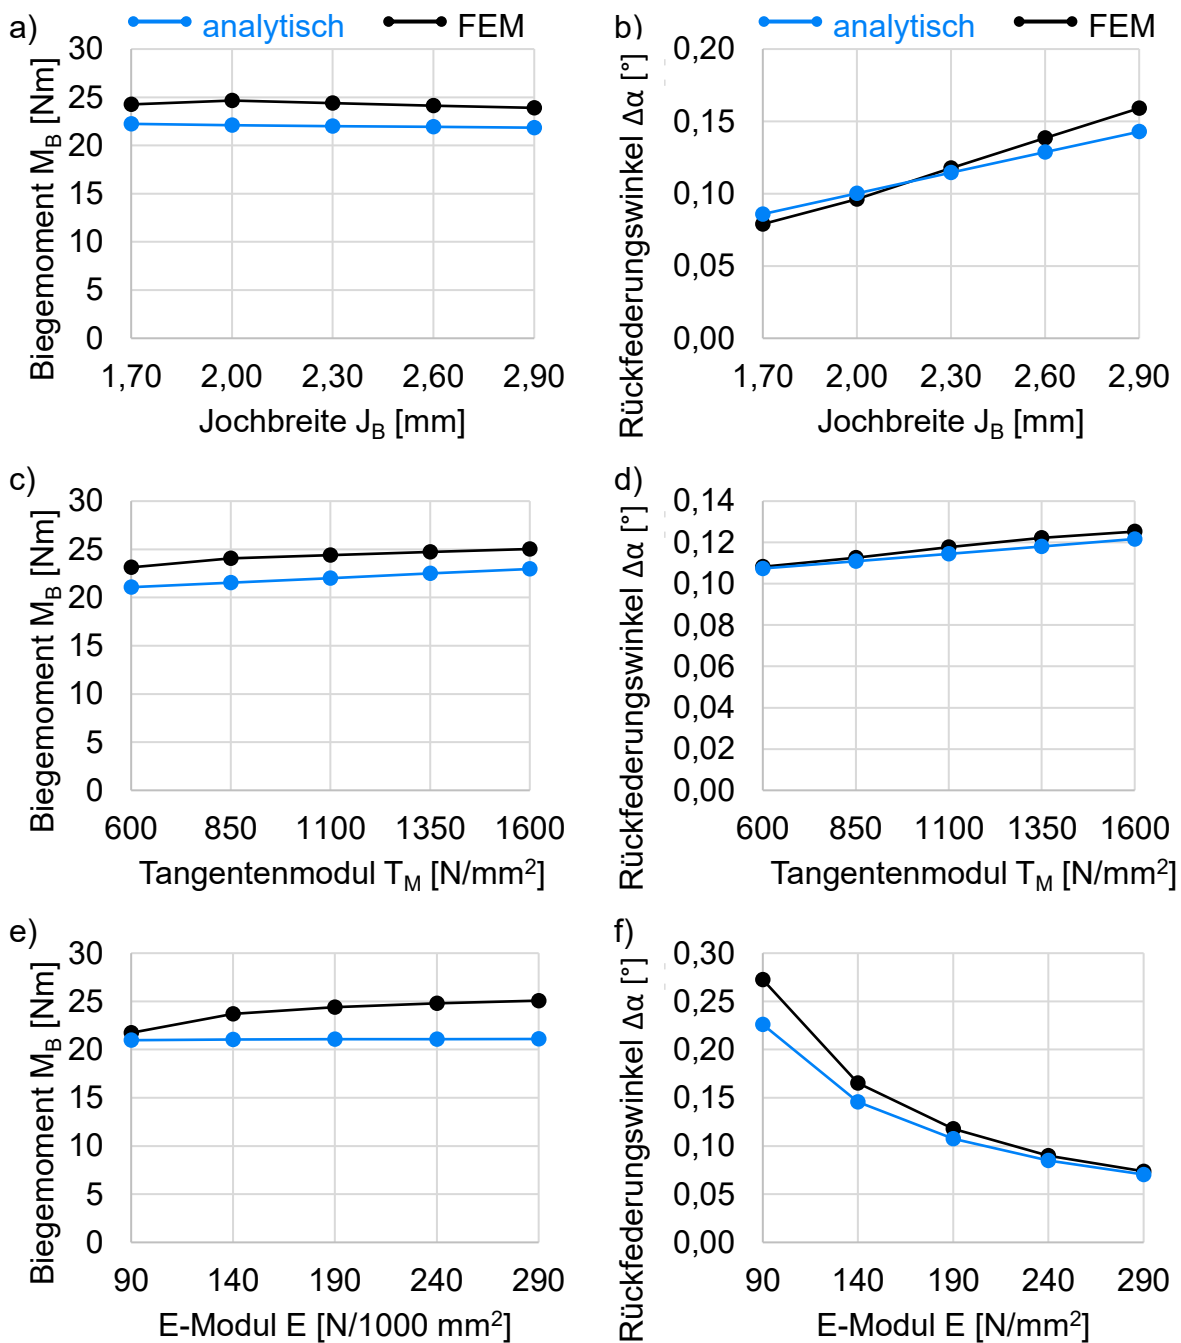 a) analytisch FEM
Biegemoment M_B [Nm]
30
25
20
15
10
5
0
1,70 2,00 2,30 2,60 2,90
Jochbreite J_B [mm]
b) analytisch FEM
Rückfederungswinkel Δα [°]
0,20
0,15
0,10
0,05
0,00
1,70 2,00 2,30 2,60 2,90
Jochbreite J_B [mm]
c)
Biegemoment M_B [Nm]
30
25
20
15
10
5
0
600 850 1100 1350 1600
Tangentenmodul T_M [N/mm²]
d)
Rückfederungswinkel Δα [°]
0,14
0,12
0,10
0,08
0,06
0,04
0,02
0,00
600 850 1100 1350 1600
Tangentenmodul T_M [N/mm²]
e)
Biegemoment M_B [Nm]
30
25
20
15
10
5
0
90 140 190 240 290
E-Modul E [N/1000 mm²]
f)
Rückfederungswinkel Δα [°]
0,30
0,25
0,20
0,15
0,10
0,05
0,00
90 140 190 240 290
E-Modul E [N/mm²]